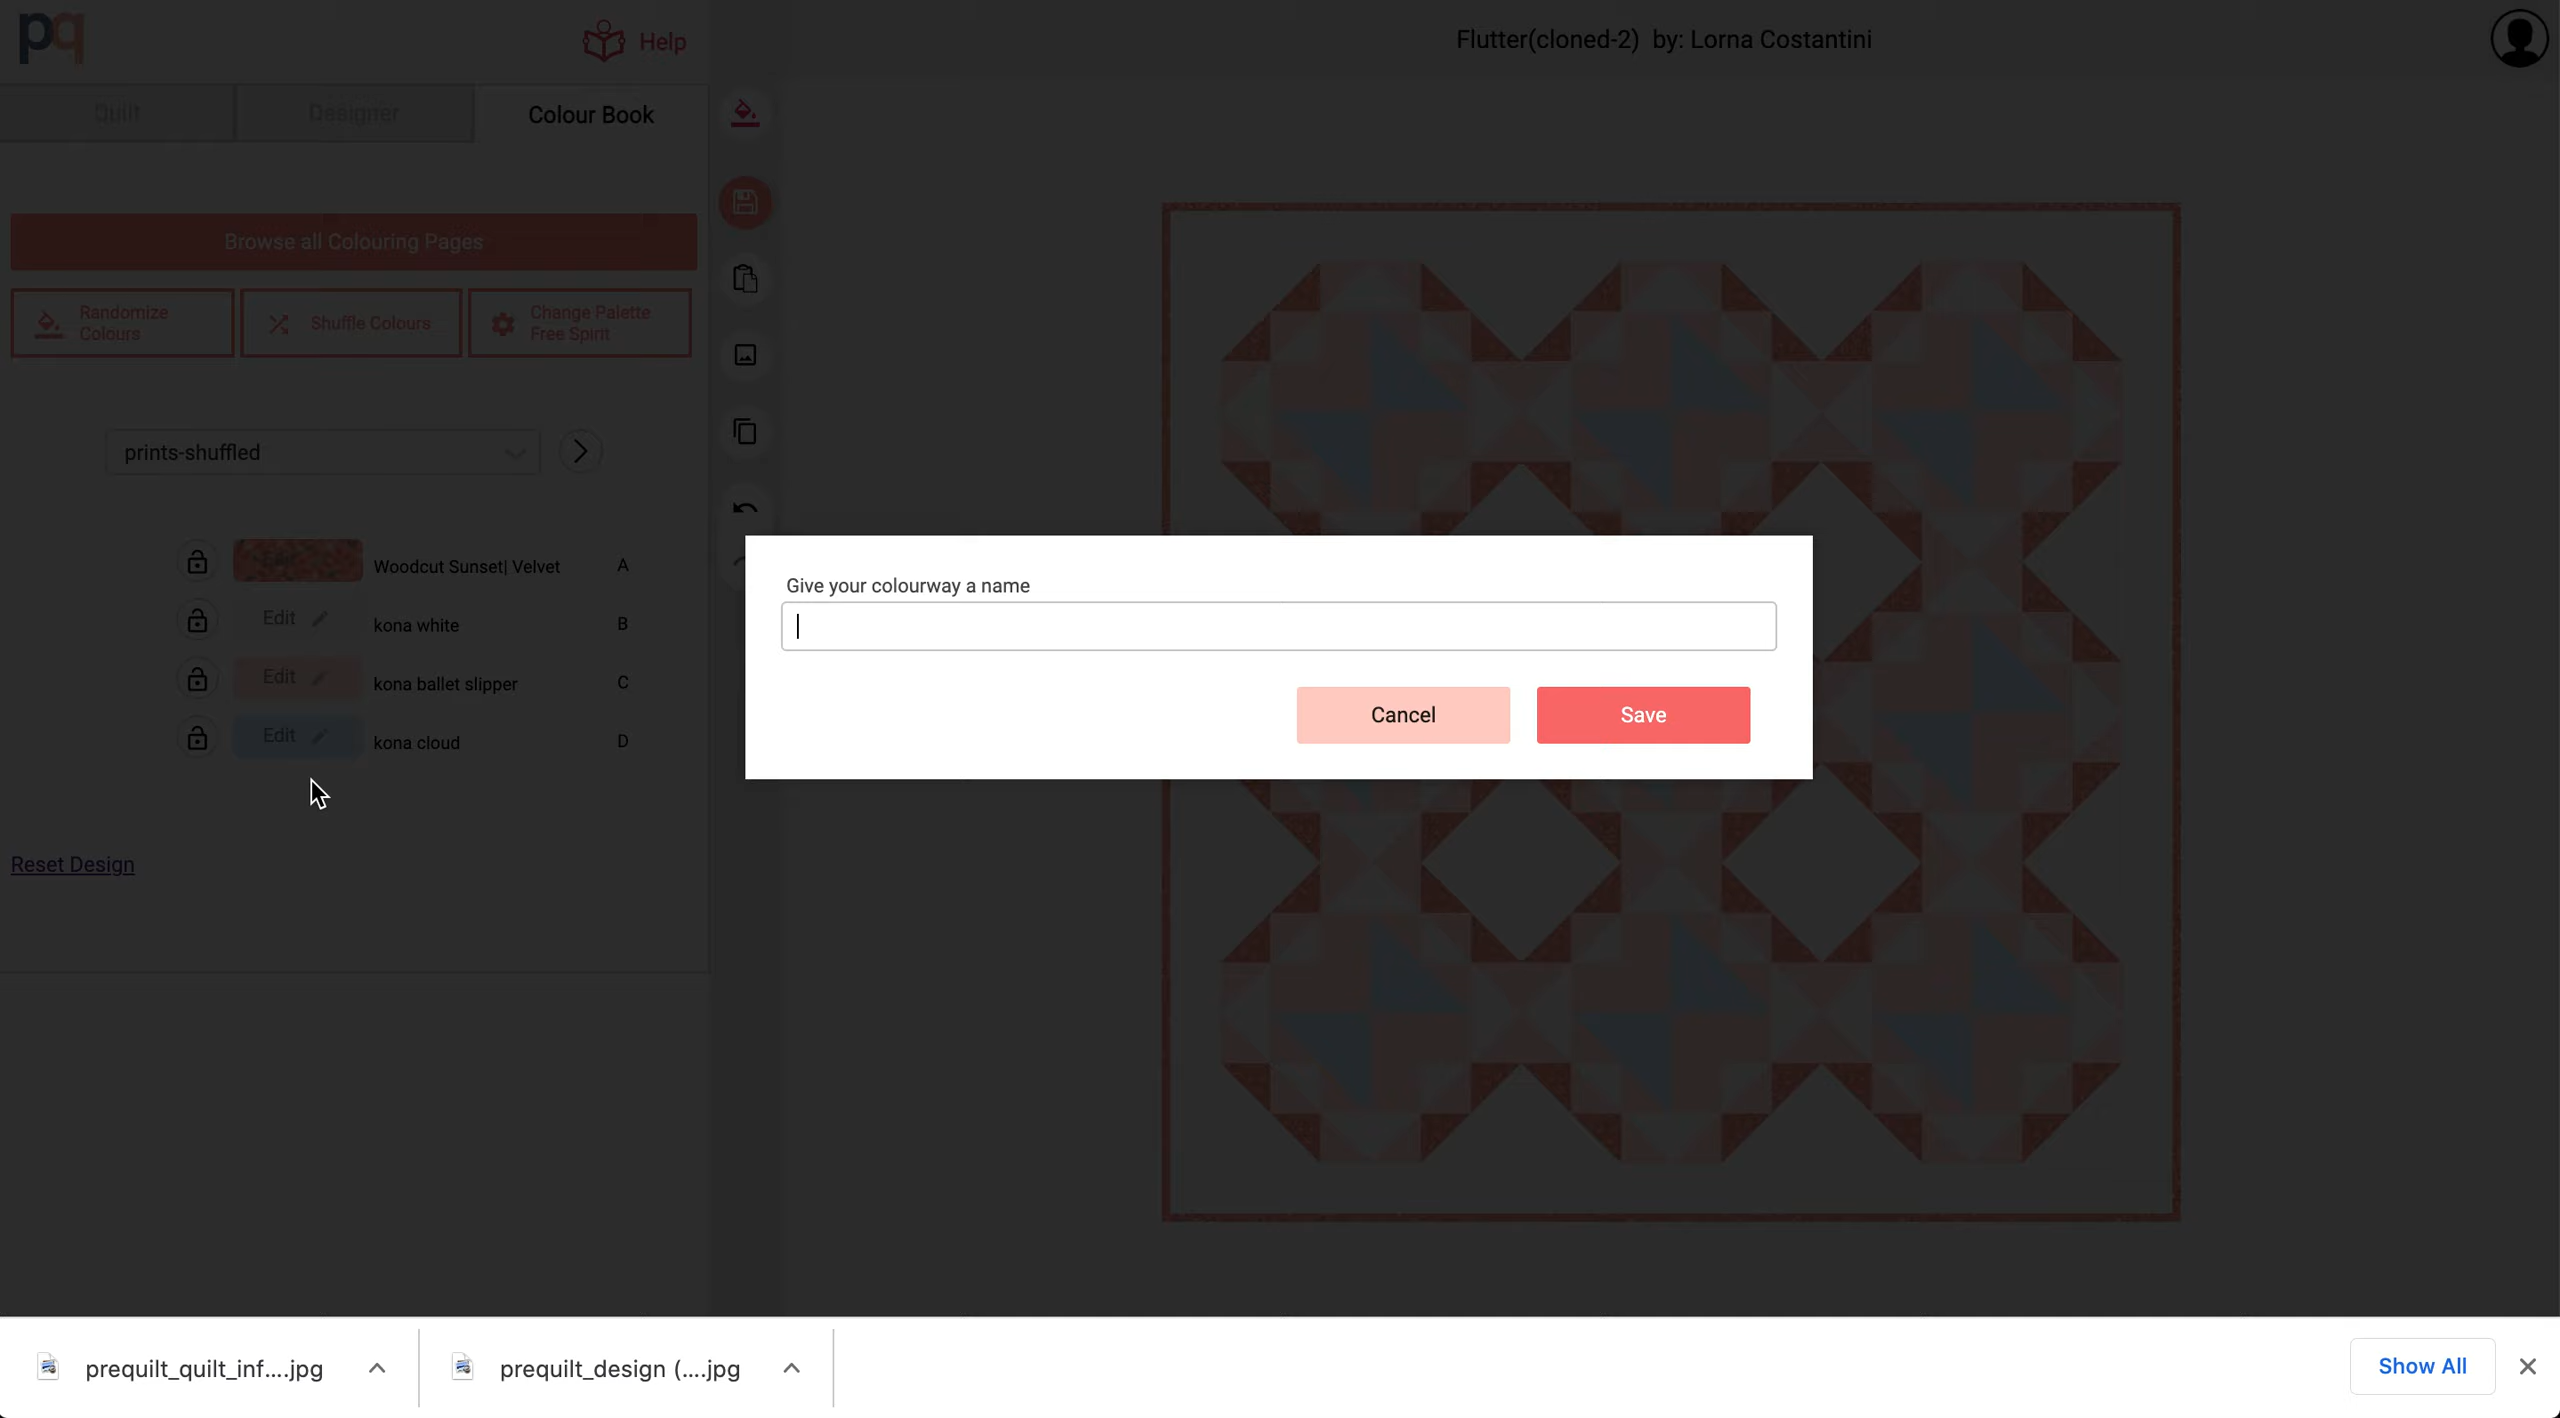 pq
Help
Flutter(cloned-2) by: Lorna Costantini
Quilt
Designer
Colour Book
Browse all Colouring Pages
Randomize
Colours
Shuffle Colours
Change Palette
Free Spirit
prints-shuffled
Woodcut Sunset| Velvet
A
Edit
kona white
B
Edit
kona ballet slipper
C
Edit
kona cloud
D
Reset Design
Give your colourway a name
Cancel
Save
prequilt_quilt_inf....jpg
prequilt_design (....jpg
Show All